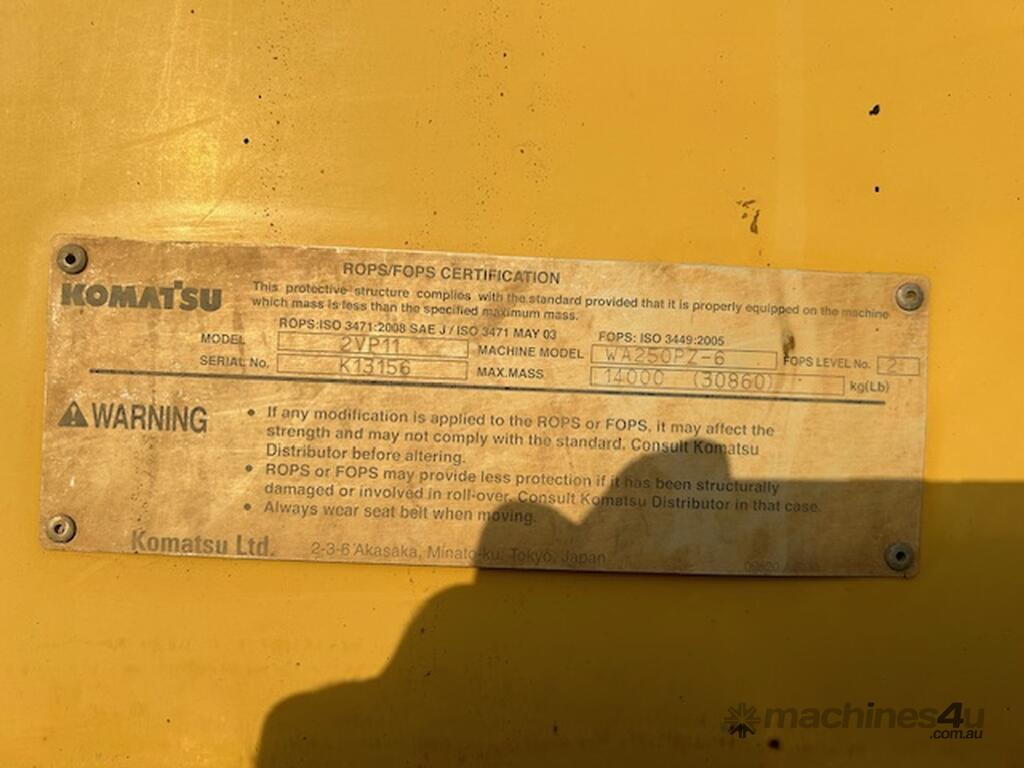 ROPS/FOPS CERTIFICATION
KOMATSU
This protective structure complies with the standard provided that it is properly equipped on the machine
which mass is less than the specified maximum mass.
ROPS:ISO 3471:2008 SAE J / ISO 3471 MAY 03 FOPS: ISO 3449:2005
MODEL 2VP11 MACHINE MODEL WA250PZ-6 FOPS LEVEL No. 2
SERIAL No. K13156 MAX.MASS 14000 (30860) kg(Lb)
WARNING
• If any modification is applied to the ROPS or FOPS, it may affect the
strength and may not comply with the standard. Consult Komatsu
Distributor before altering.
• ROPS or FOPS may provide less protection if it has been structurally
damaged or involved in roll-over. Consult Komatsu Distributor in that case.
• Always wear seat belt when moving.
Komatsu Ltd. 2-3-6 Akasaka, Minato-ku, Tokyo, Japan
machines4u
.com.au